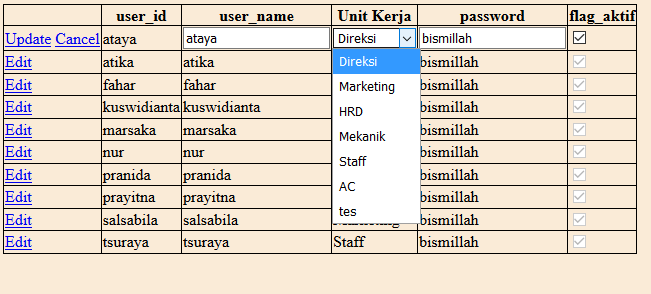 user_id user_name Unit Kerja password flag_aktif
Update Cancel ataya ataya Direksi bismillah
Edit atika atika Direksi bismillah
Edit fahar fahar Marketing bismillah
Edit kuswidianta kuswidianta HRD bismillah
Edit marsaka marsaka Mekanik bismillah
Edit nur nur Staff bismillah
Edit pranida pranida AC bismillah
Edit prayitna prayitna tes bismillah
Edit salsabila salsabila bismillah
Edit tsuraya tsuraya Staff bismillah